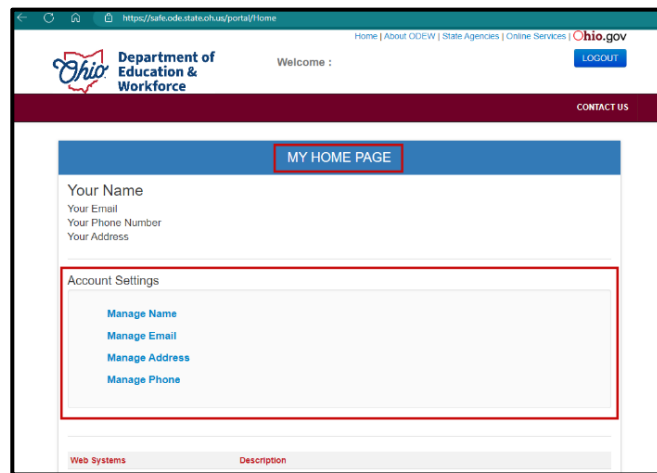 https://safe.ode.state.oh.us/portal/Home
Home | About ODEW | State Agencies | Online Services | Ohio.gov
Ohio
Department of
Education &
Workforce
Welcome :
LOGOUT
CONTACT US
MY HOME PAGE
Your Name
Your Email
Your Phone Number
Your Address
Account Settings
Manage Name
Manage Email
Manage Address
Manage Phone
Web Systems Description